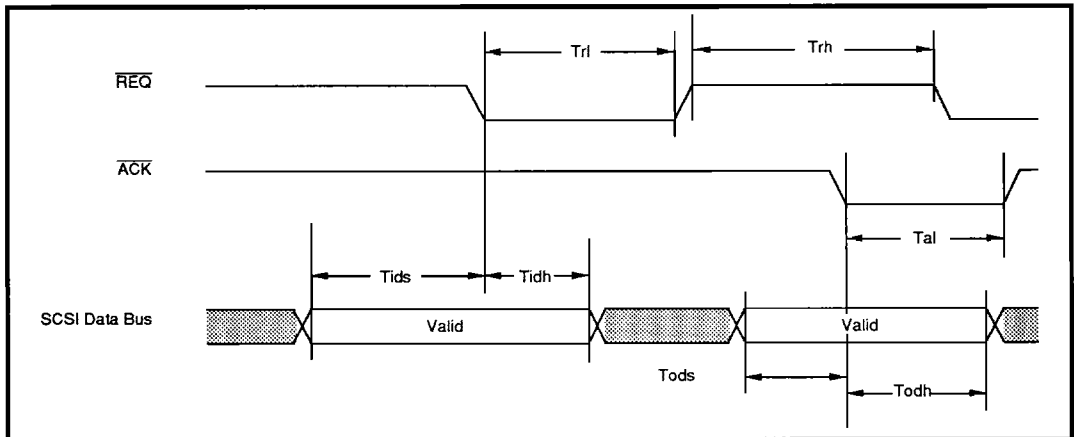 Trl
Trh
REQ
ACK
Tal
Tids
Tidh
SCSI Data Bus
Valid
Valid
Tods
Todh